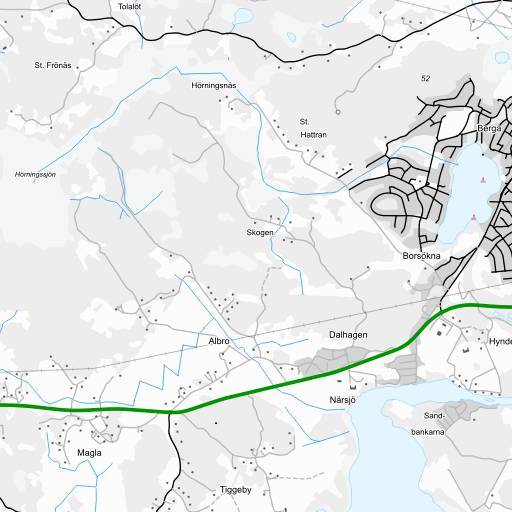 Tolalöt
St. Frönäs
Hörningsnäs
52
St.
Hattran
Berga
Hörningssjön
Skogen
Borsökna
Albro
Dalhagen
Hynde
Närsjö
Sand-
bankarna
Magla
Tiggeby